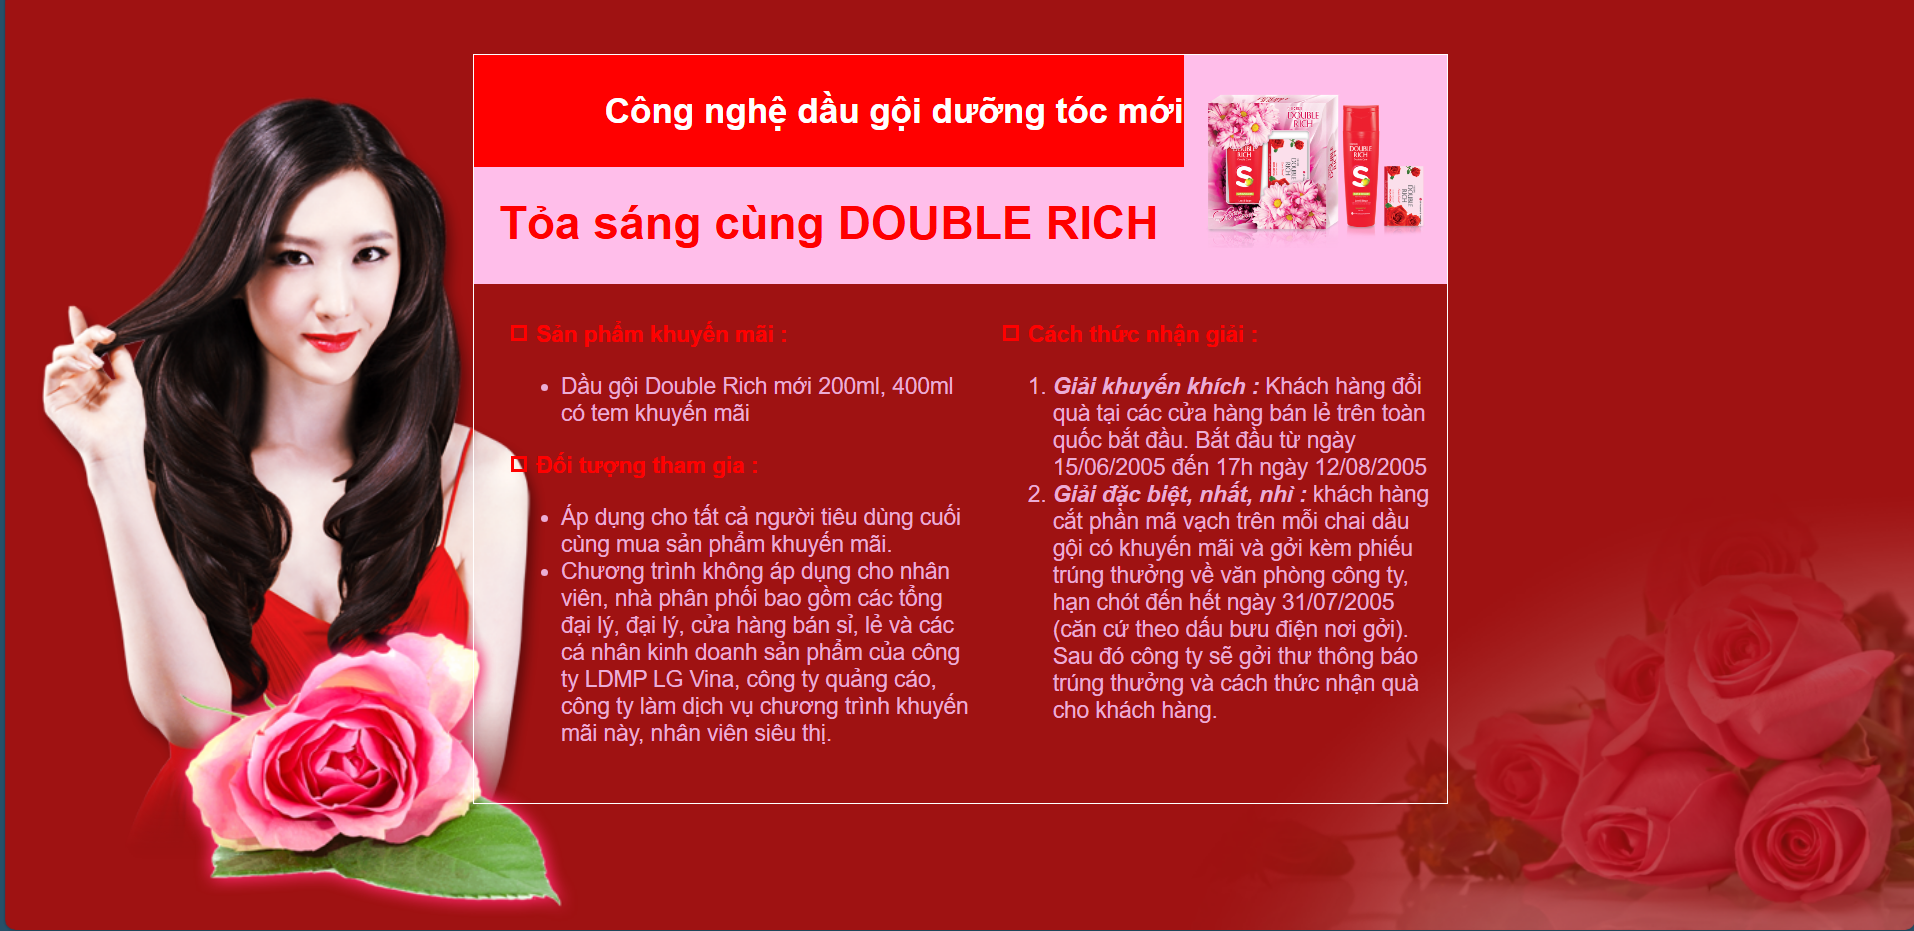 Công nghệ dầu gội dưỡng tóc mới
Tỏa sáng cùng DOUBLE RICH
DOUBLE
RICH
DOUBLE
RICH
S
DOUBLE
RICH
DOUBLE
RICH
S
DOUBLE
RICH
Sản phẩm khuyến mãi :
Dầu gội Double Rich mới 200ml, 400ml
có tem khuyến mãi
Đối tượng tham gia :
Áp dụng cho tất cả người tiêu dùng cuối
cùng mua sản phẩm khuyến mãi.
Chương trình không áp dụng cho nhân
viên, nhà phân phối bao gồm các tổng
đại lý, đại lý, cửa hàng bán sỉ, lẻ và các
cá nhân kinh doanh sản phẩm của công
ty LDMP LG Vina, công ty quảng cáo,
công ty làm dịch vụ chương trình khuyến
mãi này, nhân viên siêu thị.
Cách thức nhận giải :
1. Giải khuyến khích : Khách hàng đổi
quà tại các cửa hàng bán lẻ trên toàn
quốc bắt đầu. Bắt đầu từ ngày
15/06/2005 đến 17h ngày 12/08/2005
2. Giải đặc biệt, nhất, nhì : khách hàng
cắt phần mã vạch trên mỗi chai dầu
gội có khuyến mãi và gởi kèm phiếu
trúng thưởng về văn phòng công ty,
hạn chót đến hết ngày 31/07/2005
(căn cứ theo dấu bưu điện nơi gởi).
Sau đó công ty sẽ gởi thư thông báo
trúng thưởng và cách thức nhận quà
cho khách hàng.